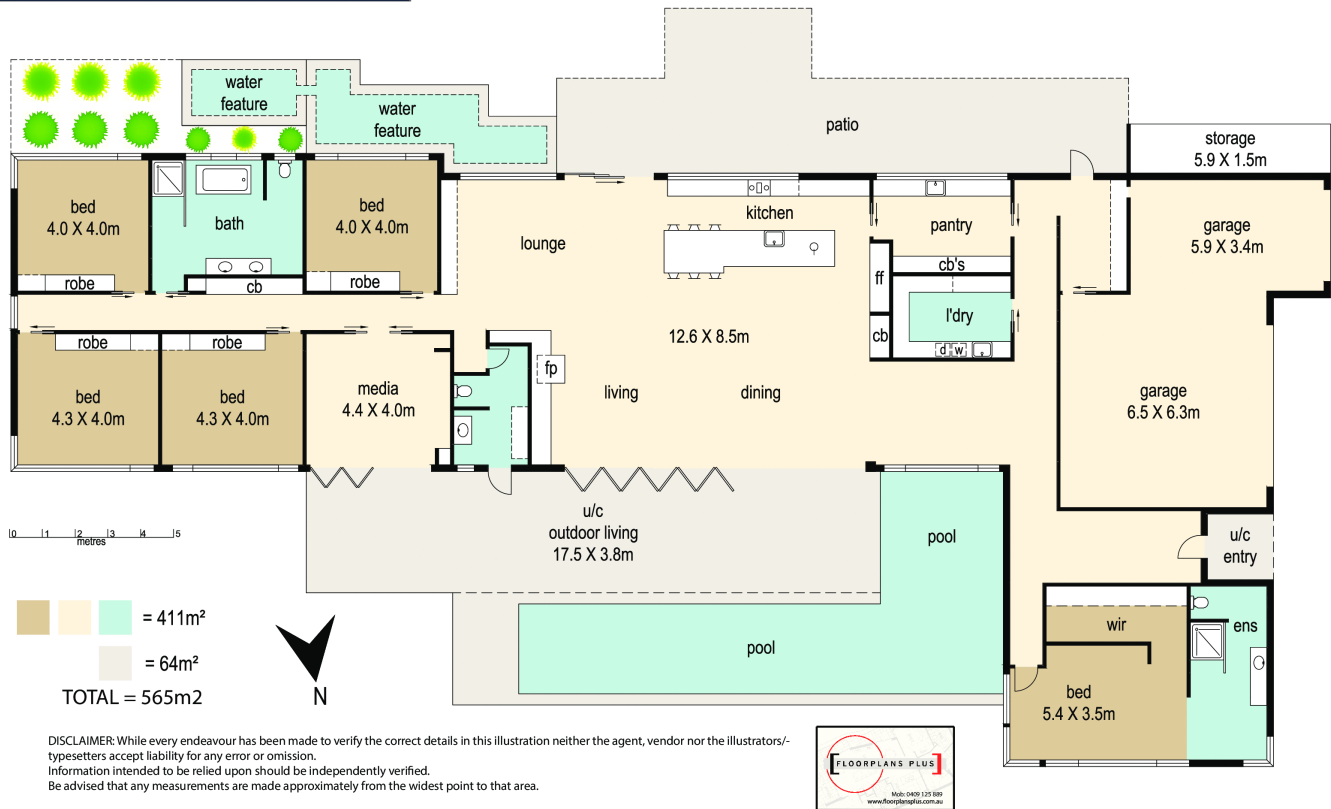 water
feature
water
feature
patio
storage
5.9 X 1.5m
bed
4.0 X 4.0m
bath
bed
4.0 X 4.0m
lounge
kitchen
pantry
garage
5.9 X 3.4m
robe
cb
robe
ff
cb's
l'dry
robe
robe
12.6 X 8.5m
cb
d w
bed
4.3 X 4.0m
bed
4.3 X 4.0m
media
4.4 X 4.0m
fp
living
dining
garage
6.5 X 6.3m
u/c
outdoor living
17.5 X 3.8m
pool
u/c
entry
0 1 2 3 4 5
metres
= 411m²
= 64m²
TOTAL = 565m2
N
pool
wir
ens
bed
5.4 X 3.5m
DISCLAIMER: While every endeavour has been made to verify the correct details in this illustration neither the agent, vendor nor the illustrators/-
typesetters accept liability for any error or omission.
Information intended to be relied upon should be independently verified.
Be advised that any measurements are made approximately from the widest point to that area.
[FLOORPLANS PLUS]
Mob: 0409 125 889
www.floorplansplus.com.au